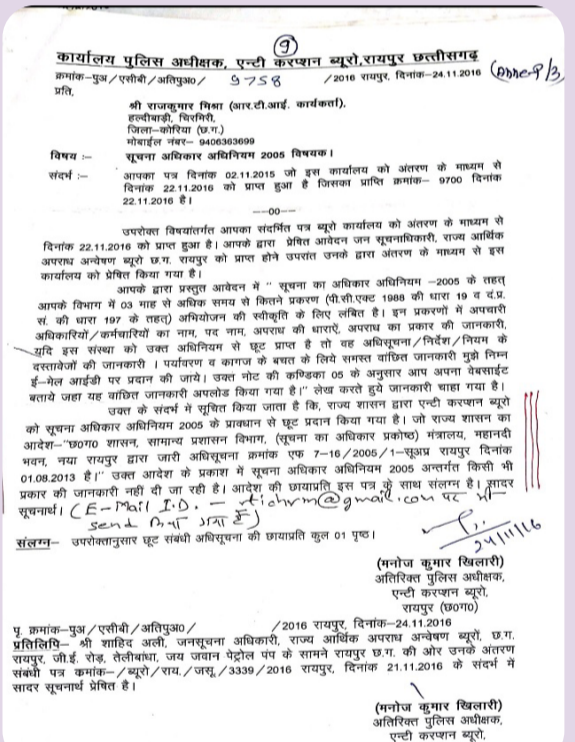 (9)
कार्यालय पुलिस अधीक्षक, एन्टी करप्शन ब्यूरो,रायपुर छत्तीसगढ़
क्रमांक-पुअ/एसीबी/अतिपुअ०/ 9758 /2016 रायपुर, दिनांक-24.11.2016
(Anne-P/3)
प्रति,
श्री राजकुमार मिश्रा (आर.टी.आई. कार्यकर्ता),
हल्दीबाड़ी, चिरमिरी,
जिला-कोरिया (छ.ग.)
मोबाईल नंबर- 9406363699
विषय :- सूचना अधिकार अधिनियम 2005 विषयक।
संदर्भ :- आपका पत्र दिनांक 02.11.2015 जो इस कार्यालय को अंतरण के माध्यम से
दिनांक 22.11.2016 को प्राप्त हुआ है जिसका प्राप्ति क्रमांक- 9700 दिनांक
22.11.2016 है।
---00---
उपरोक्त विषयांतर्गत आपका संदर्भित पत्र ब्यूरो कार्यालय को अंतरण के माध्यम से
दिनांक 22.11.2016 को प्राप्त हुआ है। आपके द्वारा प्रेषित आवेदन जन सूचनाधिकारी, राज्य आर्थिक
अपराध अन्वेषण ब्यूरो छ.ग. रायपुर को प्राप्त होने उपरांत उनके द्वारा अंतरण के माध्यम से इस
कार्यालय को प्रेषित किया गया है।
आपके द्वारा प्रस्तुत आवेदन में " सूचना का अधिकार अधिनियम -2005 के तहत्
आपके विभाग में 03 माह से अधिक समय से कितने प्रकरण (पी.सी.एक्ट 1988 की धारा 19 व दं.प्र.
सं. की धारा 197 के तहत्) अभियोजन की स्वीकृति के लिए लंबित है। इन प्रकरणों में अपचारी
अधिकारियों/कर्मचारियों का नाम, पद नाम, अपराध की धाराऐं, अपराध का प्रकार की जानकारी,
यदि इस संस्था को उक्त अधिनियम से छूट प्राप्त है तो वह अधिसूचना/निर्देश/नियम के
दस्तावेजों की जानकारी । पर्यावरण व कागज के बचत के लिये समस्त वांछित जानकारी मुझे निम्न
ई-मेल आईडी पर प्रदान की जाये। उक्त नोट की कण्डिका 05 के अनुसार आप अपना वेबसाईट
बताये जहा यह वांछित जानकारी अपलोड किया गया है।" लेख करते हुये जानकारी चाहा गया है।
उक्त के संदर्भ में सूचित किया जाता है कि, राज्य शासन द्वारा एन्टी करप्शन ब्यूरो
को सूचना अधिकार अधिनियम 2005 के प्रावधान से छूट प्रदान किया गया है। जो राज्य शासन का
आदेश-"छ०ग० शासन, सामान्य प्रशासन विभाग, (सूचना का अधिकार प्रकोष्ठ) मंत्रालय, महानदी
भवन, नया रायपुर द्वारा जारी अधिसूचना क्रमांक एफ 7-16/2005/1-सूअप्र रायपुर दिनांक
01.08.2013 है।" उक्त आदेश के प्रकाश में सूचना अधिकार अधिनियम 2005 अन्तर्गत किसी भी
प्रकार की जानकारी नहीं दी जा रही है। आदेश की छायाप्रति इस पत्र के साथ संलग्न है। सादर
सूचनार्थ। (E-Mail I.D. - rtichrm@gmail.com पर भी
send किया गया है)
संलग्न- उपरोक्तानुसार छूट संबंधी अधिसूचना की छायाप्रति कुल 01 पृष्ठ।
24/11/16
(मनोज कुमार खिलारी)
अतिरिक्त पुलिस अधीक्षक,
एन्टी करप्शन ब्यूरो,
रायपुर (छ०ग०)
पृ. क्रमांक-पुअ/एसीबी/अतिपुअ०/ /2016 रायपुर, दिनांक-24.11.2016
प्रतिलिपि- श्री शाहिद अली, जनसूचना अधिकारी, राज्य आर्थिक अपराध अन्वेषण ब्यूरों, छ.ग.
रायपुर, जी.ई. रोड़, तेलीबांधा, जय जवान पेट्रोल पंप के सामने रायपुर छ.ग. की ओर उनके अंतरण
संबंधी पत्र कमांक-/ब्यूरो/राय./जसू/3339/2016 रायपुर, दिनांक 21.11.2016 के संदर्भ में
सादर सूचनार्थ प्रेषित है।
(मनोज कुमार खिलारी)
अतिरिक्त पुलिस अधीक्षक,
एन्टी करप्शन ब्यूरो,